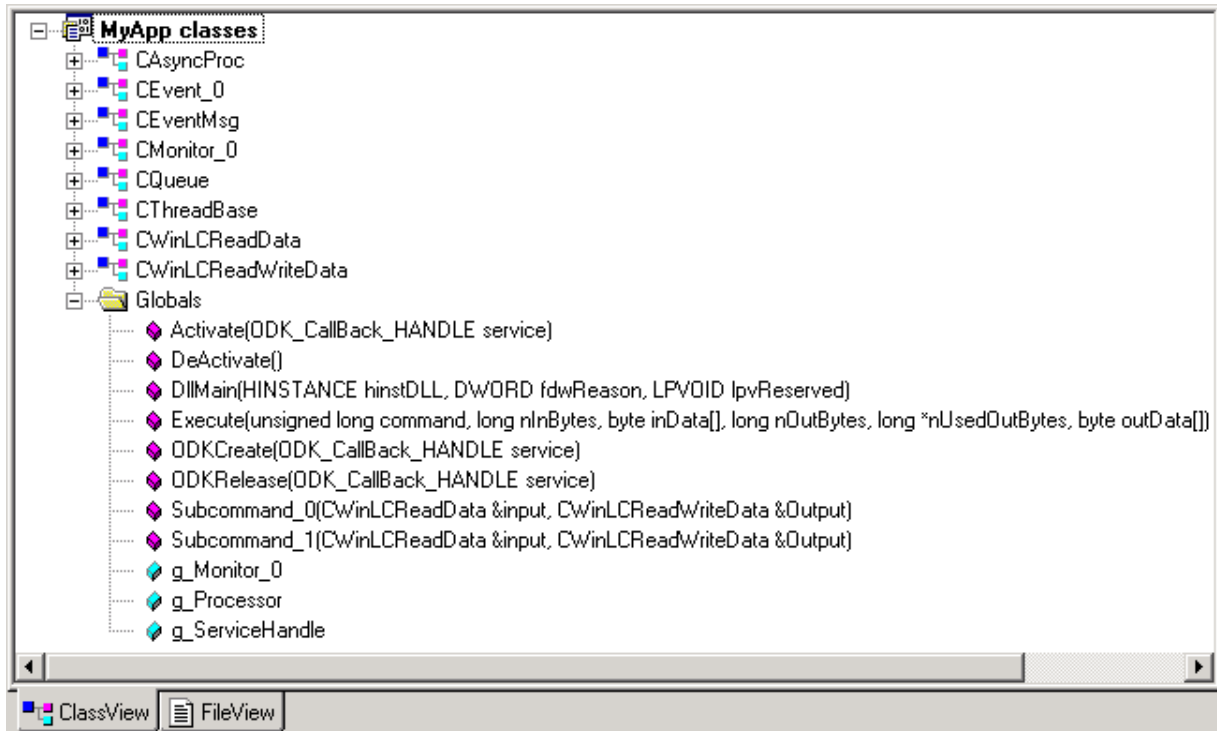 MyApp classes
CAsyncProc
CEvent_0
CEventMsg
CMonitor_0
CQueue
CThreadBase
CWinLCReadData
CWinLCReadWriteData
Globals
Activate(ODK_CallBack_HANDLE service)
DeActivate()
DllMain(HINSTANCE hinstDLL, DWORD fdwReason, LPVOID lpvReserved)
Execute(unsigned long command, long nInBytes, byte inData[], long nOutBytes, long *nUsedOutBytes, byte outData[])
ODKCreate(ODK_CallBack_HANDLE service)
ODKRelease(ODK_CallBack_HANDLE service)
Subcommand_0(CWinLCReadData &input, CWinLCReadWriteData &Output)
Subcommand_1(CWinLCReadData &input, CWinLCReadWriteData &Output)
g_Monitor_0
g_Processor
g_ServiceHandle
ClassView FileView